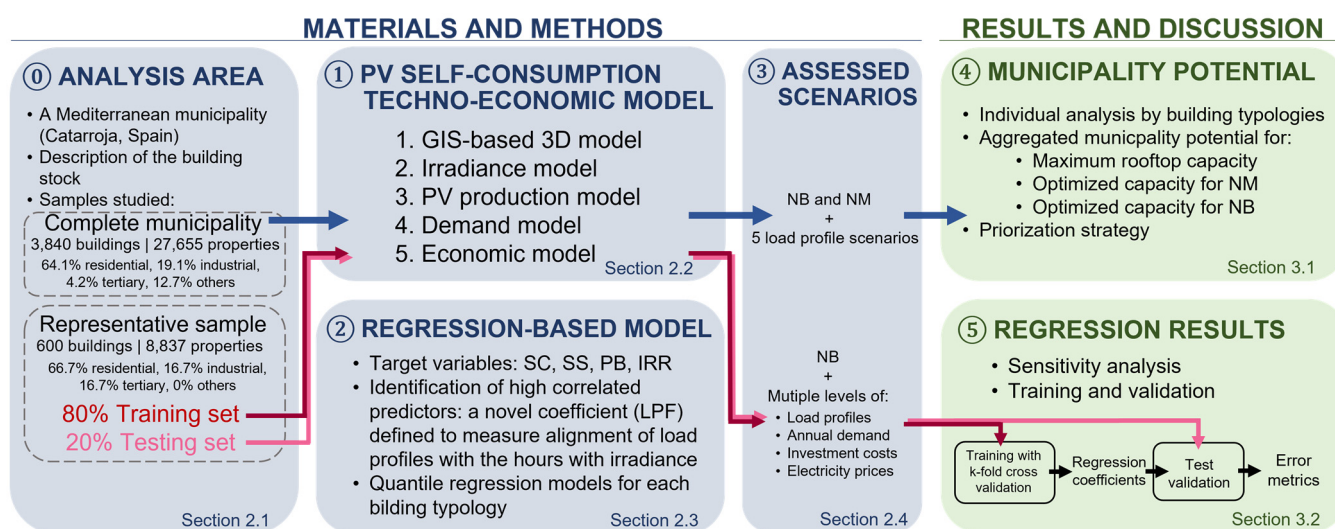 MATERIALS AND METHODS
RESULTS AND DISCUSSION
⓪ ANALYSIS AREA
• A Mediterranean municipality
(Catarroja, Spain)
• Description of the building
stock
• Samples studied:
Complete municipality
3,840 buildings | 27,655 properties
64.1% residential, 19.1% industrial,
4.2% tertiary, 12.7% others
Representative sample
600 buildings | 8,837 properties
66.7% residential, 16.7% industrial,
16.7% tertiary, 0% others
80% Training set
20% Testing set
Section 2.1
① PV SELF-CONSUMPTION
TECHNO-ECONOMIC MODEL
1. GIS-based 3D model
2. Irradiance model
3. PV production model
4. Demand model
5. Economic model
Section 2.2
② REGRESSION-BASED MODEL
• Target variables: SC, SS, PB, IRR
• Identification of high correlated
predictors: a novel coefficient (LPF)
defined to measure alignment of load
profiles with the hours with irradiance
• Quantile regression models for each
bilding typology
Section 2.3
③ ASSESSED
SCENARIOS
NB and NM
+
5 load profile scenarios
NB
+
Mutiple levels of:
• Load profiles
• Annual demand
• Investment costs
• Electricity prices
Section 2.4
④ MUNICIPALITY POTENTIAL
• Individual analysis by building typologies
• Aggregated municpality potential for:
• Maximum rooftop capacity
• Optimized capacity for NM
• Optimized capacity for NB
• Priorization strategy
Section 3.1
⑤ REGRESSION RESULTS
• Sensitivity analysis
• Training and validation
Training with
k-fold cross
validation
Regression
coefficients
Test
validation
Error
metrics
Section 3.2